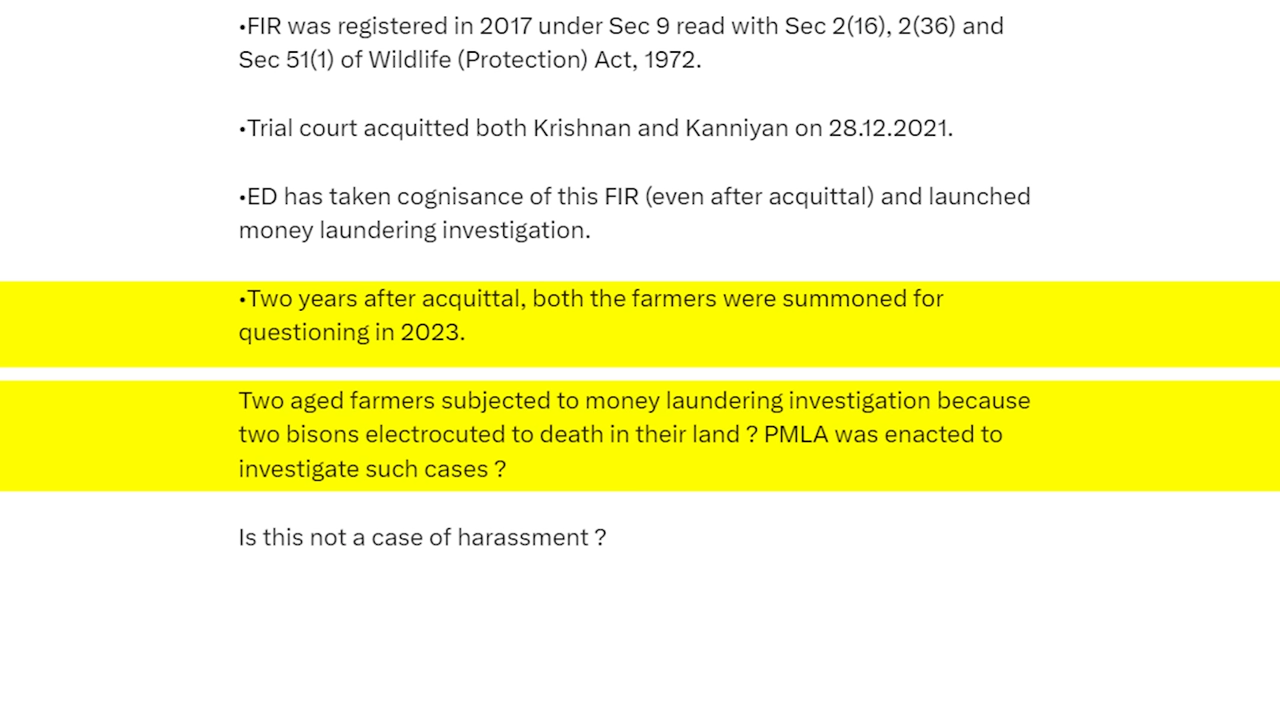 •FIR was registered in 2017 under Sec 9 read with Sec 2(16), 2(36) and
Sec 51(1) of Wildlife (Protection) Act, 1972.
•Trial court acquitted both Krishnan and Kanniyan on 28.12.2021.
•ED has taken cognisance of this FIR (even after acquittal) and launched
money laundering investigation.
•Two years after acquittal, both the farmers were summoned for
questioning in 2023.
Two aged farmers subjected to money laundering investigation because
two bisons electrocuted to death in their land ? PMLA was enacted to
investigate such cases ?
Is this not a case of harassment ?